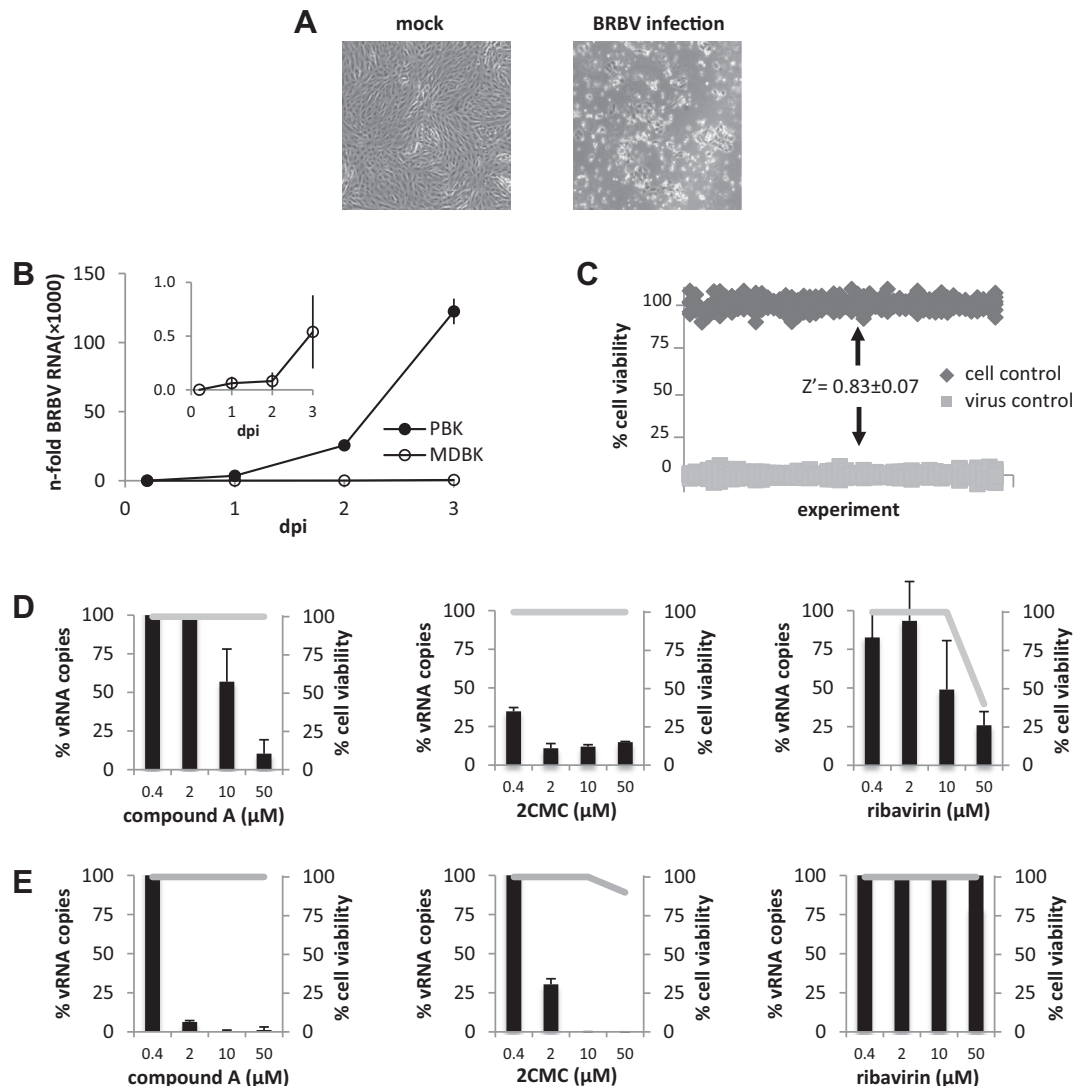 A
mock
BRBV infection
B
n-fold BRBV RNA(×1000)
150
100
50
0
0
1
2
3
dpi
1.0
0.5
0.0
0
1
2
3
dpi
PBK
MDBK
C
% cell viability
100
75
50
25
0
Z'= 0.83±0.07
cell control
virus control
experiment
D
% vRNA copies
100
75
50
25
0
0.4 2 10 50
compound A (µM)
100
75
50
25
0
% cell viability
% vRNA copies
100
75
50
25
0
0.4 2 10 50
2CMC (µM)
100
75
50
25
0
% cell viability
% vRNA copies
100
75
50
25
0
0.4 2 10 50
ribavirin (µM)
100
75
50
25
0
% cell viability
E
% vRNA copies
100
75
50
25
0
0.4 2 10 50
compound A (µM)
100
75
50
25
0
% cell viability
% vRNA copies
100
75
50
25
0
0.4 2 10 50
2CMC (µM)
100
75
50
25
0
% cell viability
% vRNA copies
100
75
50
25
0
0.4 2 10 50
ribavirin (µM)
100
75
50
25
0
% cell viability